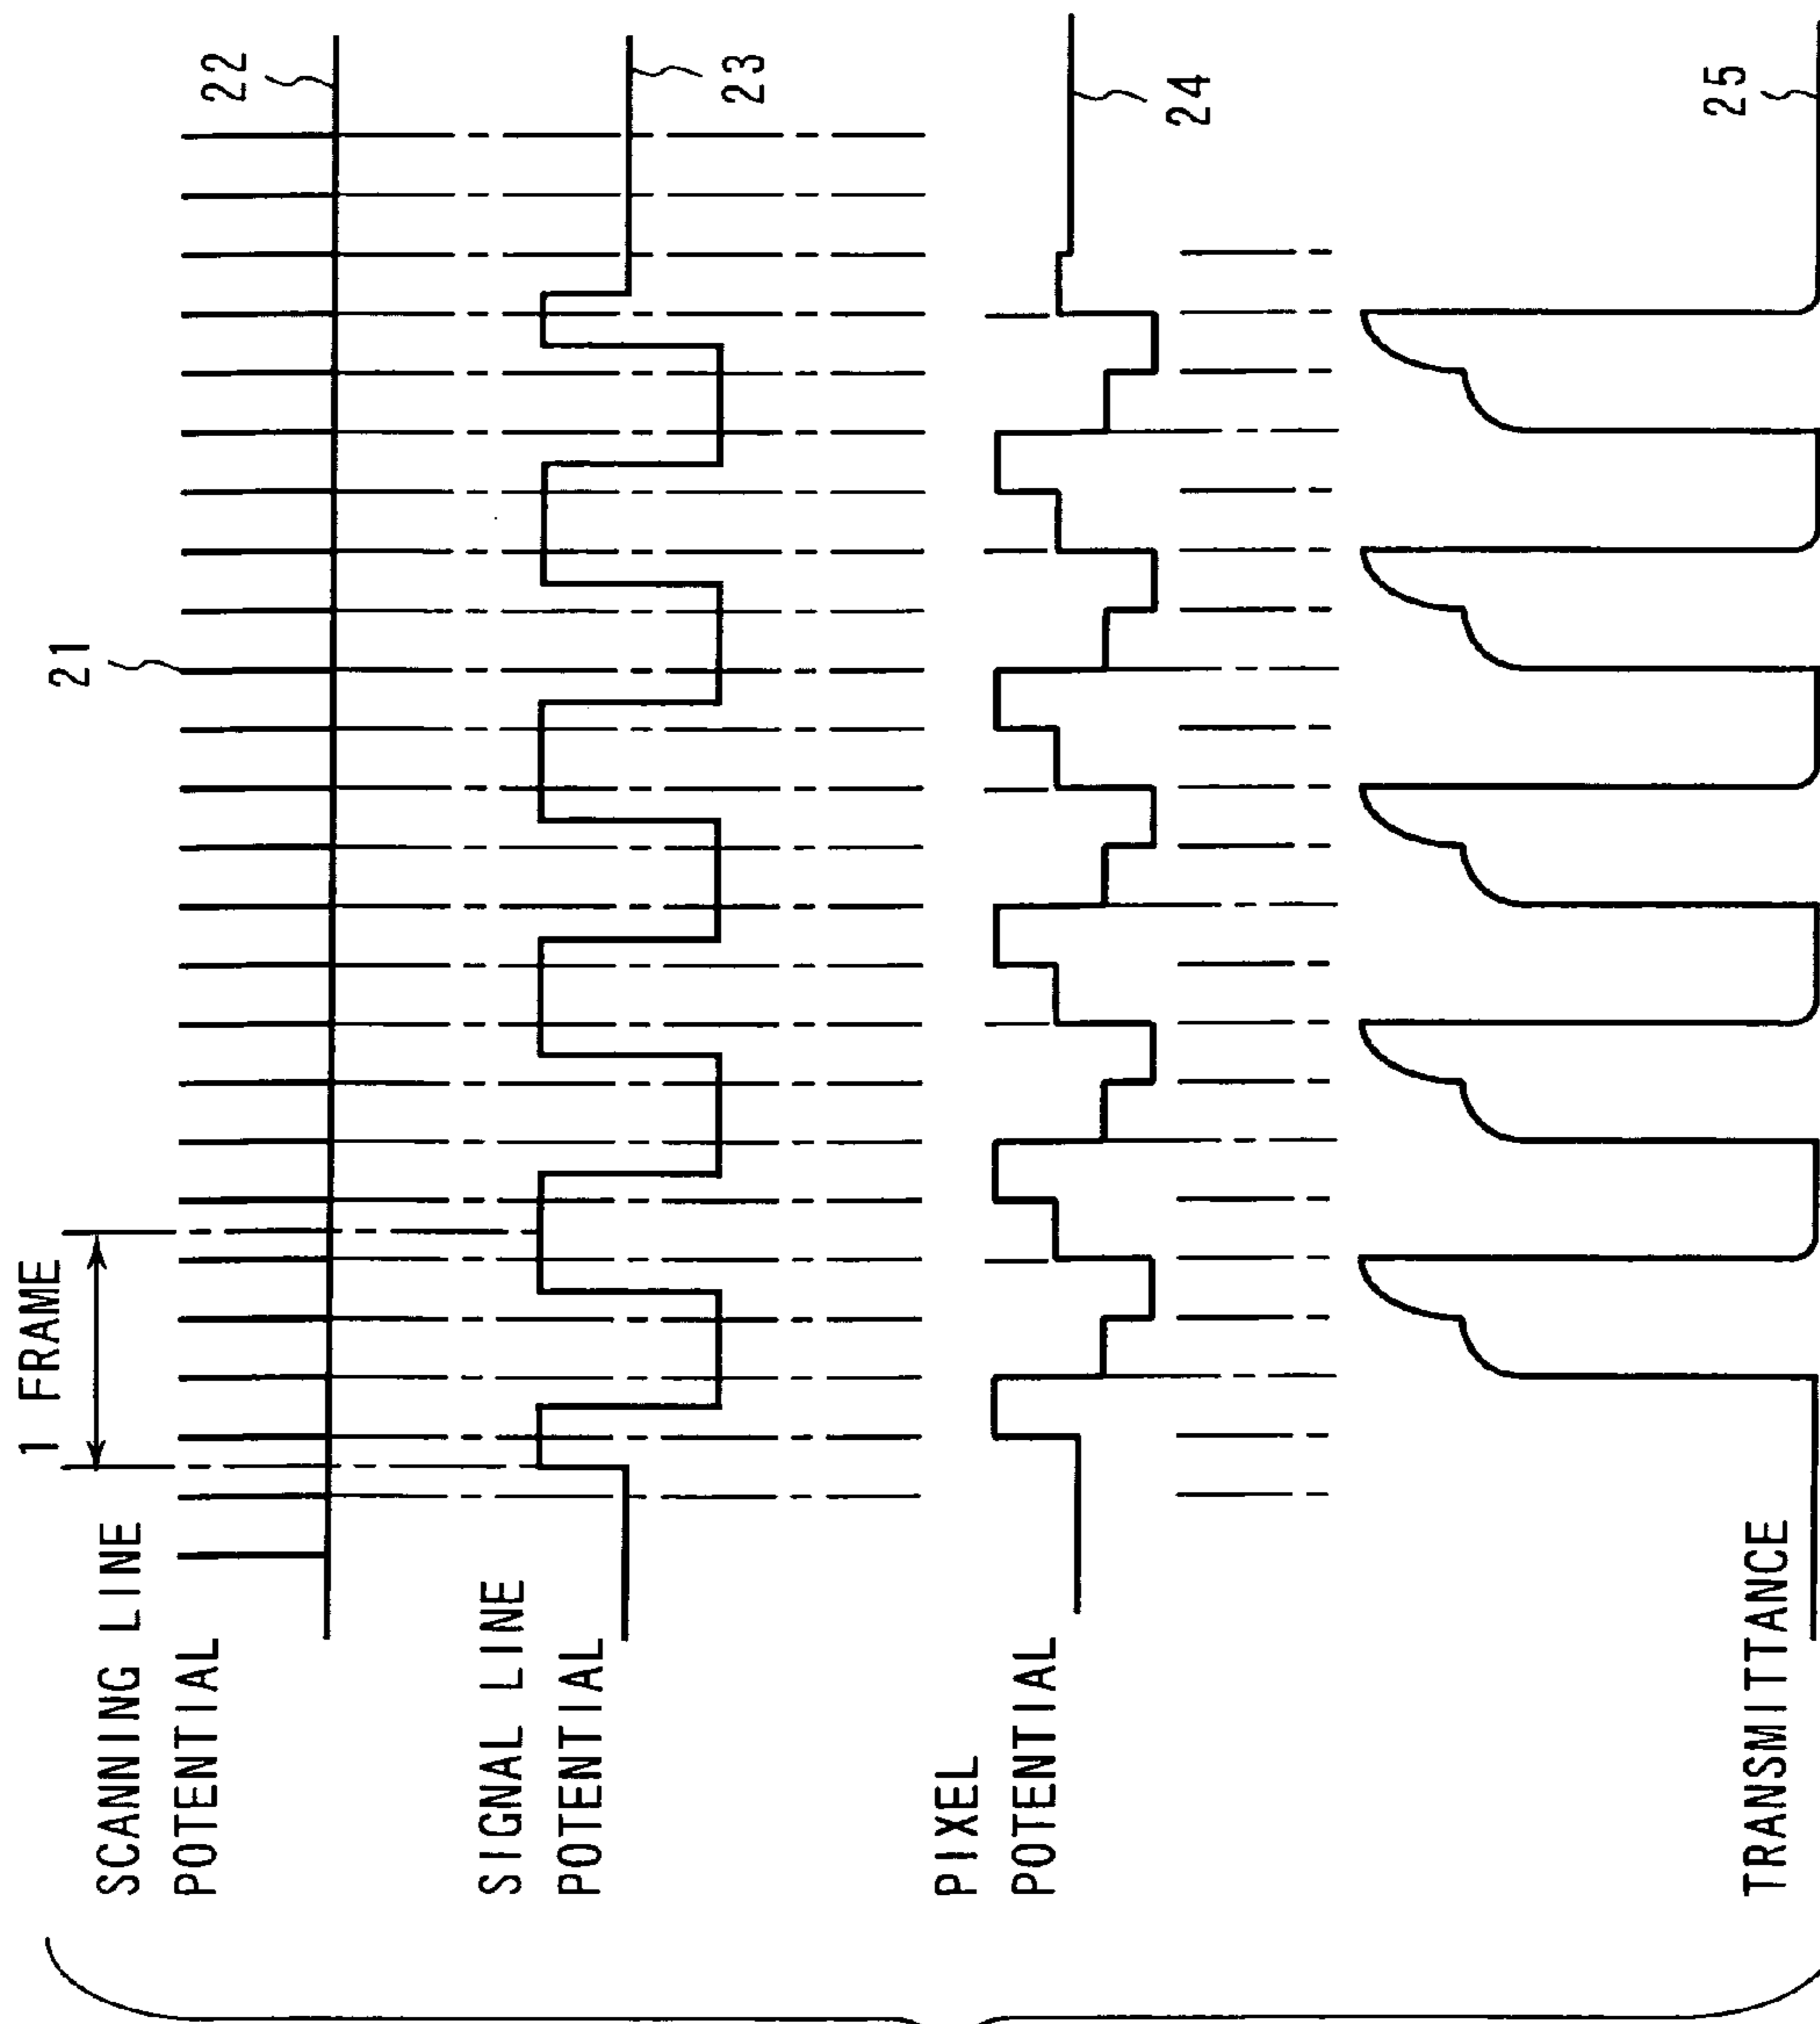 1 FRAME
21
22
SCANNING LINE
POTENTIAL
SIGNAL LINE
POTENTIAL
23
PIXEL
POTENTIAL
24
TRANSMITTANCE
25